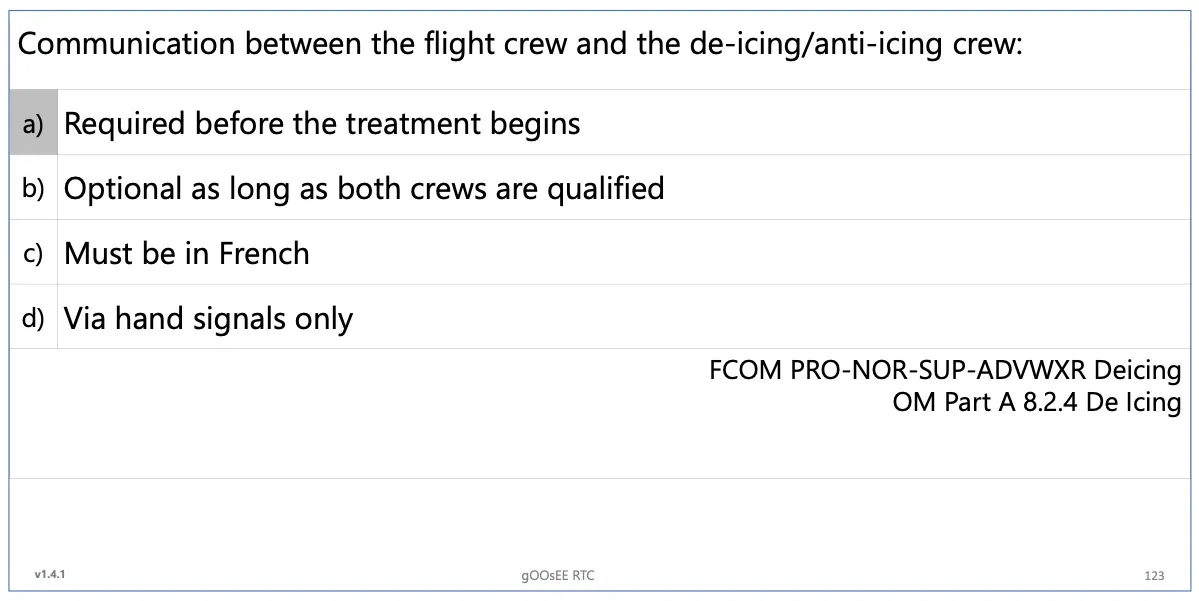 Communication between the flight crew and the de-icing/anti-icing crew:
a) Required before the treatment begins
b) Optional as long as both crews are qualified
c) Must be in French
d) Via hand signals only
FCOM PRO-NOR-SUP-ADVWXR Deicing
OM Part A 8.2.4 De Icing
v1.4.1 gOOsEE RTC 123